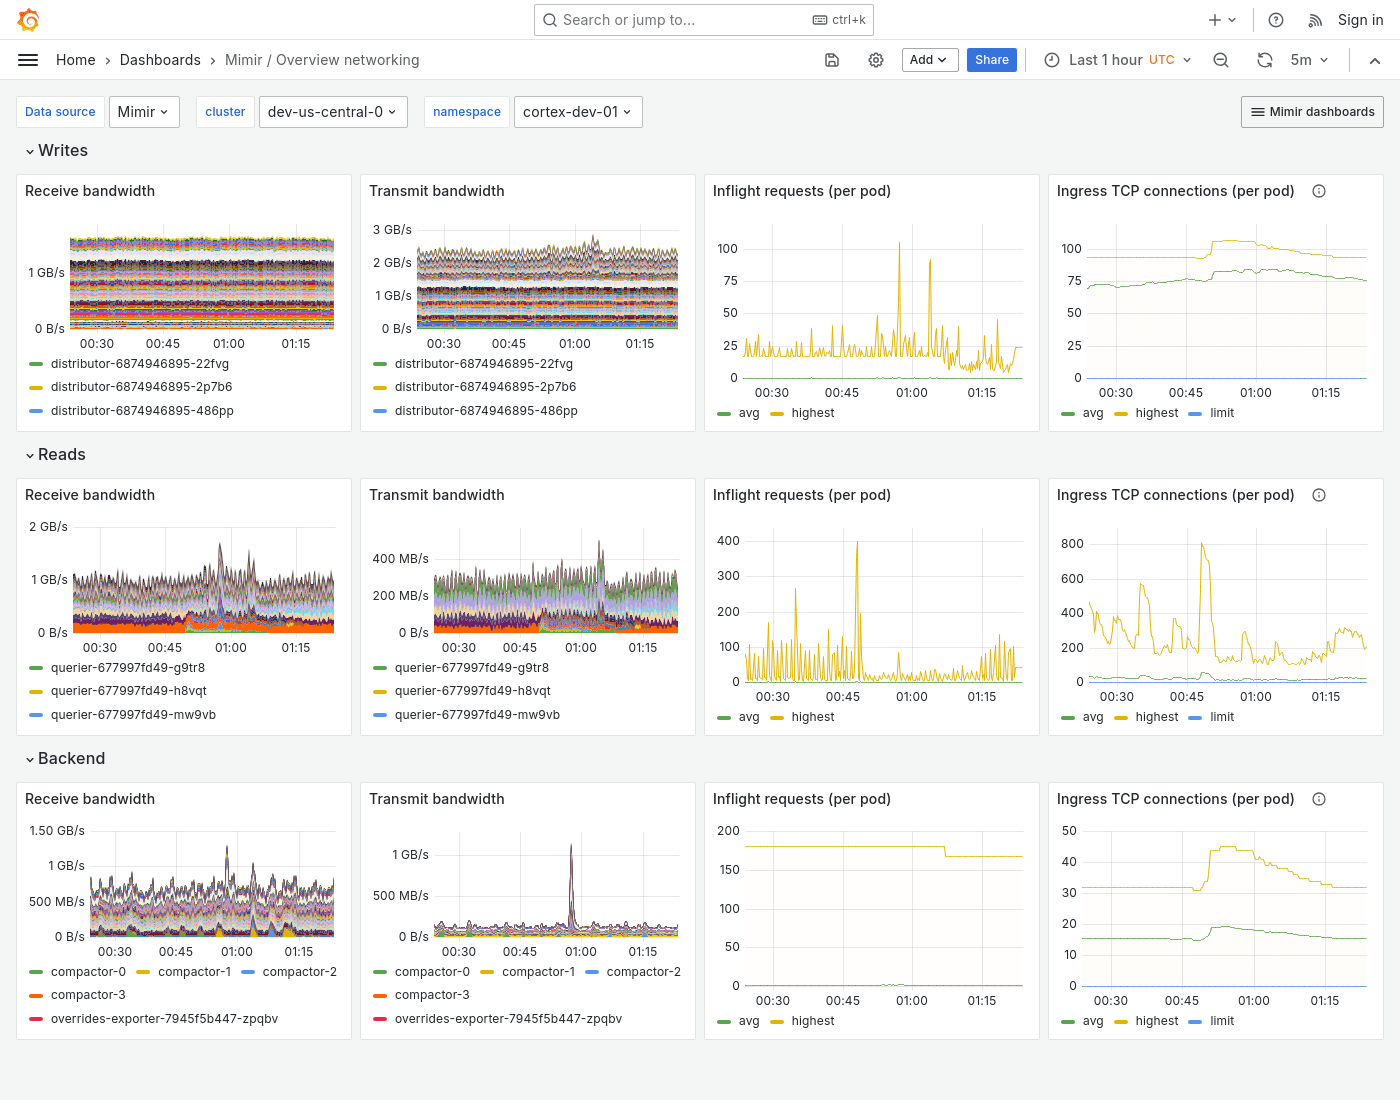 Search or jump to... ctrl+k Sign in
Home Dashboards Mimir / Overview networking Add Share Last 1 hour UTC 5m
Data source Mimir cluster dev-us-central-0 namespace cortex-dev-01 Mimir dashboards
Writes
Receive bandwidth
1 GB/s
0 B/s
00:30 00:45 01:00 01:15
distributor-6874946895-22fvg
distributor-6874946895-2p7b6
distributor-6874946895-486pp
Transmit bandwidth
3 GB/s
2 GB/s
1 GB/s
0 B/s
00:30 00:45 01:00 01:15
distributor-6874946895-22fvg
distributor-6874946895-2p7b6
distributor-6874946895-486pp
Inflight requests (per pod)
100
75
50
25
0
00:30 00:45 01:00 01:15
avg highest
Ingress TCP connections (per pod)
100
75
50
25
0
00:30 00:45 01:00 01:15
avg highest limit
Reads
Receive bandwidth
2 GB/s
1 GB/s
0 B/s
00:30 00:45 01:00 01:15
querier-677997fd49-g9tr8
querier-677997fd49-h8vqt
querier-677997fd49-mw9vb
Transmit bandwidth
400 MB/s
200 MB/s
0 B/s
00:30 00:45 01:00 01:15
querier-677997fd49-g9tr8
querier-677997fd49-h8vqt
querier-677997fd49-mw9vb
Inflight requests (per pod)
400
300
200
100
0
00:30 00:45 01:00 01:15
avg highest
Ingress TCP connections (per pod)
800
600
400
200
0
00:30 00:45 01:00 01:15
avg highest limit
Backend
Receive bandwidth
1.50 GB/s
1 GB/s
500 MB/s
0 B/s
00:30 00:45 01:00 01:15
compactor-0 compactor-1 compactor-2
compactor-3
overrides-exporter-7945f5b447-zpqbv
Transmit bandwidth
1 GB/s
500 MB/s
0 B/s
00:30 00:45 01:00 01:15
compactor-0 compactor-1 compactor-2
compactor-3
overrides-exporter-7945f5b447-zpqbv
Inflight requests (per pod)
200
150
100
50
0
00:30 00:45 01:00 01:15
avg highest
Ingress TCP connections (per pod)
50
40
30
20
10
0
00:30 00:45 01:00 01:15
avg highest limit